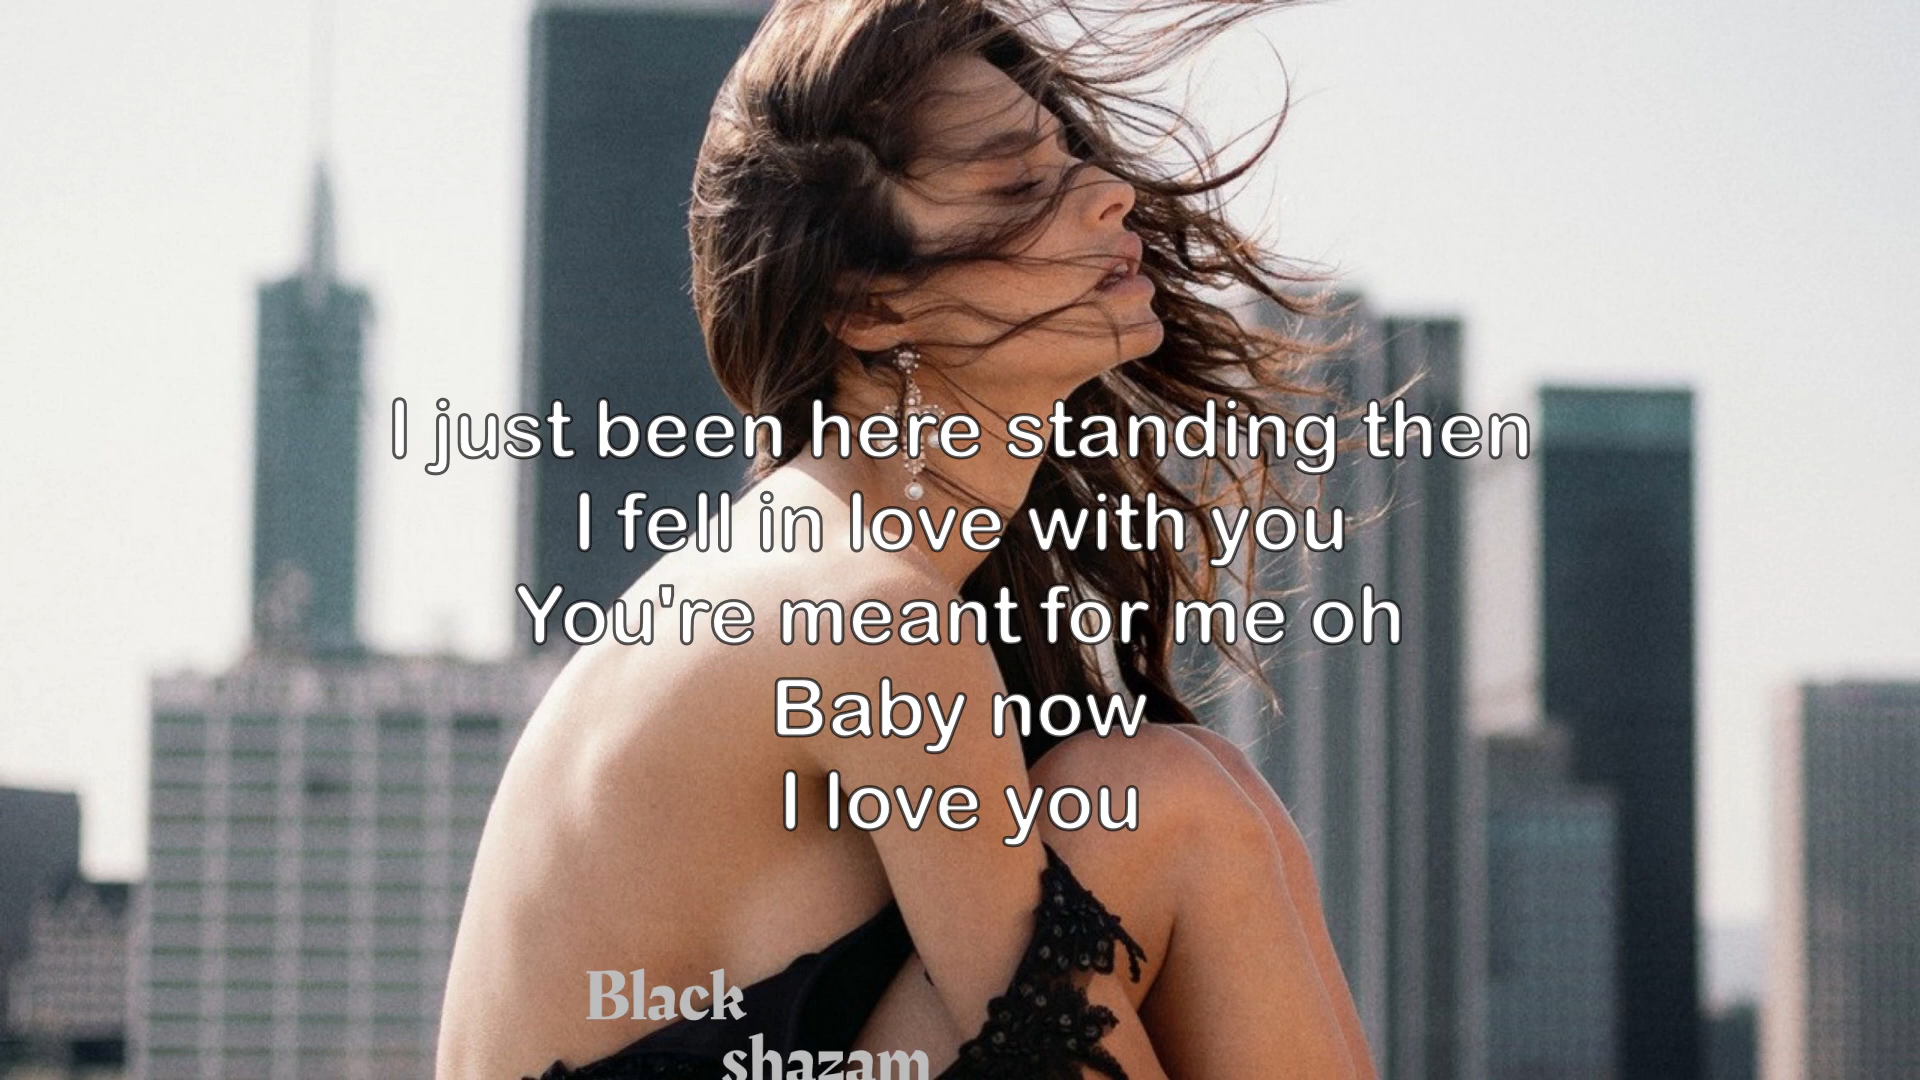 I just been here standing then
I fell in love with you
You're meant for me oh
Baby now
I love you
Black
shazam